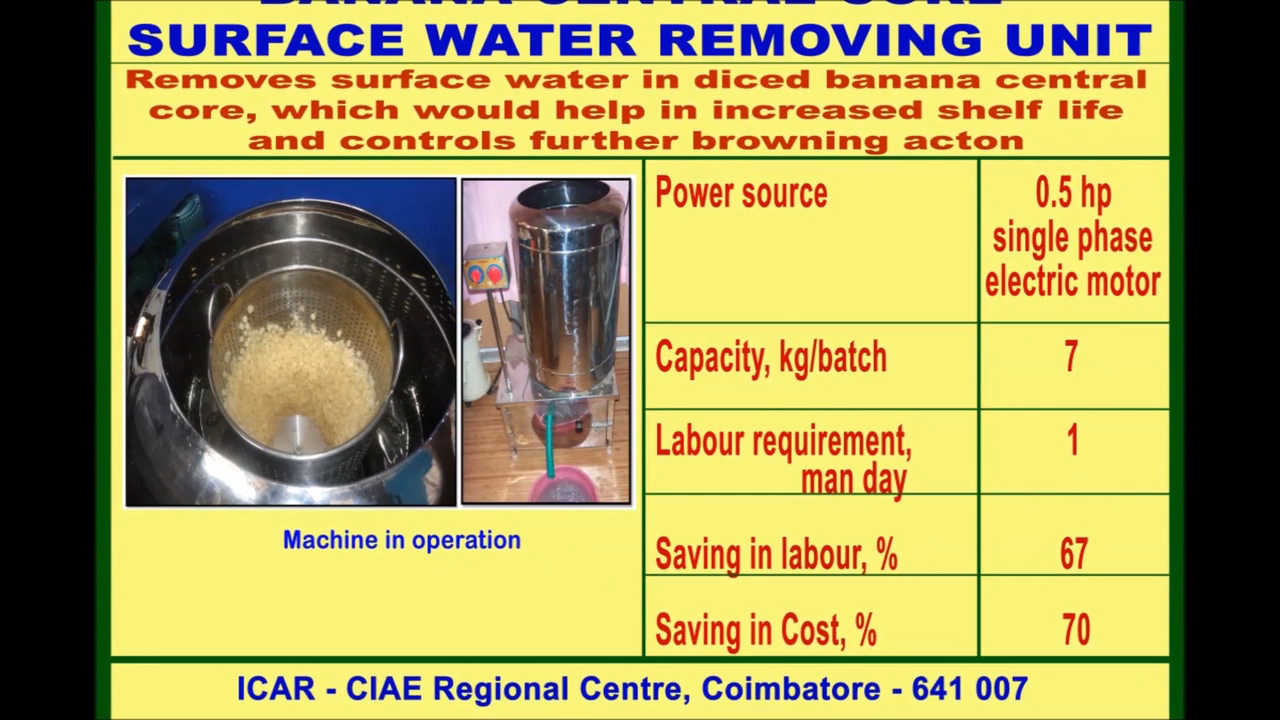 BANANA CENTRAL CORE
SURFACE WATER REMOVING UNIT
Removes surface water in diced banana central
core, which would help in increased shelf life
and controls further browning acton
Power source
0.5 hp
single phase
electric motor
Capacity, kg/batch
7
Labour requirement,
man day
1
Saving in labour, %
67
Saving in Cost, %
70
Machine in operation
ICAR - CIAE Regional Centre, Coimbatore - 641 007